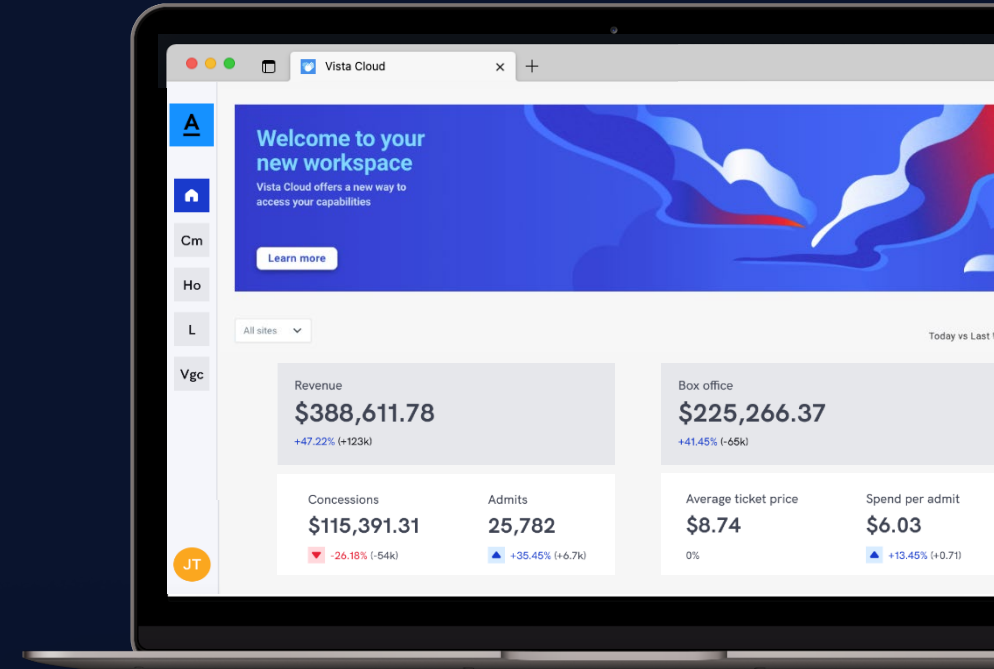 Vista Cloud
A
Welcome to your
new workspace
Vista Cloud offers a new way to
access your capabilities
Learn more
Cm
Ho
L
Vgc
JT
All sites
Today vs Last
Revenue
$388,611.78
+47.22% (+123k)
Box office
$225,266.37
+41.45% (-65k)
Concessions
$115,391.31
-26.18% (-54k)
Admits
25,782
+35.45% (+6.7k)
Average ticket price
$8.74
0%
Spend per admit
$6.03
+13.45% (+0.71)